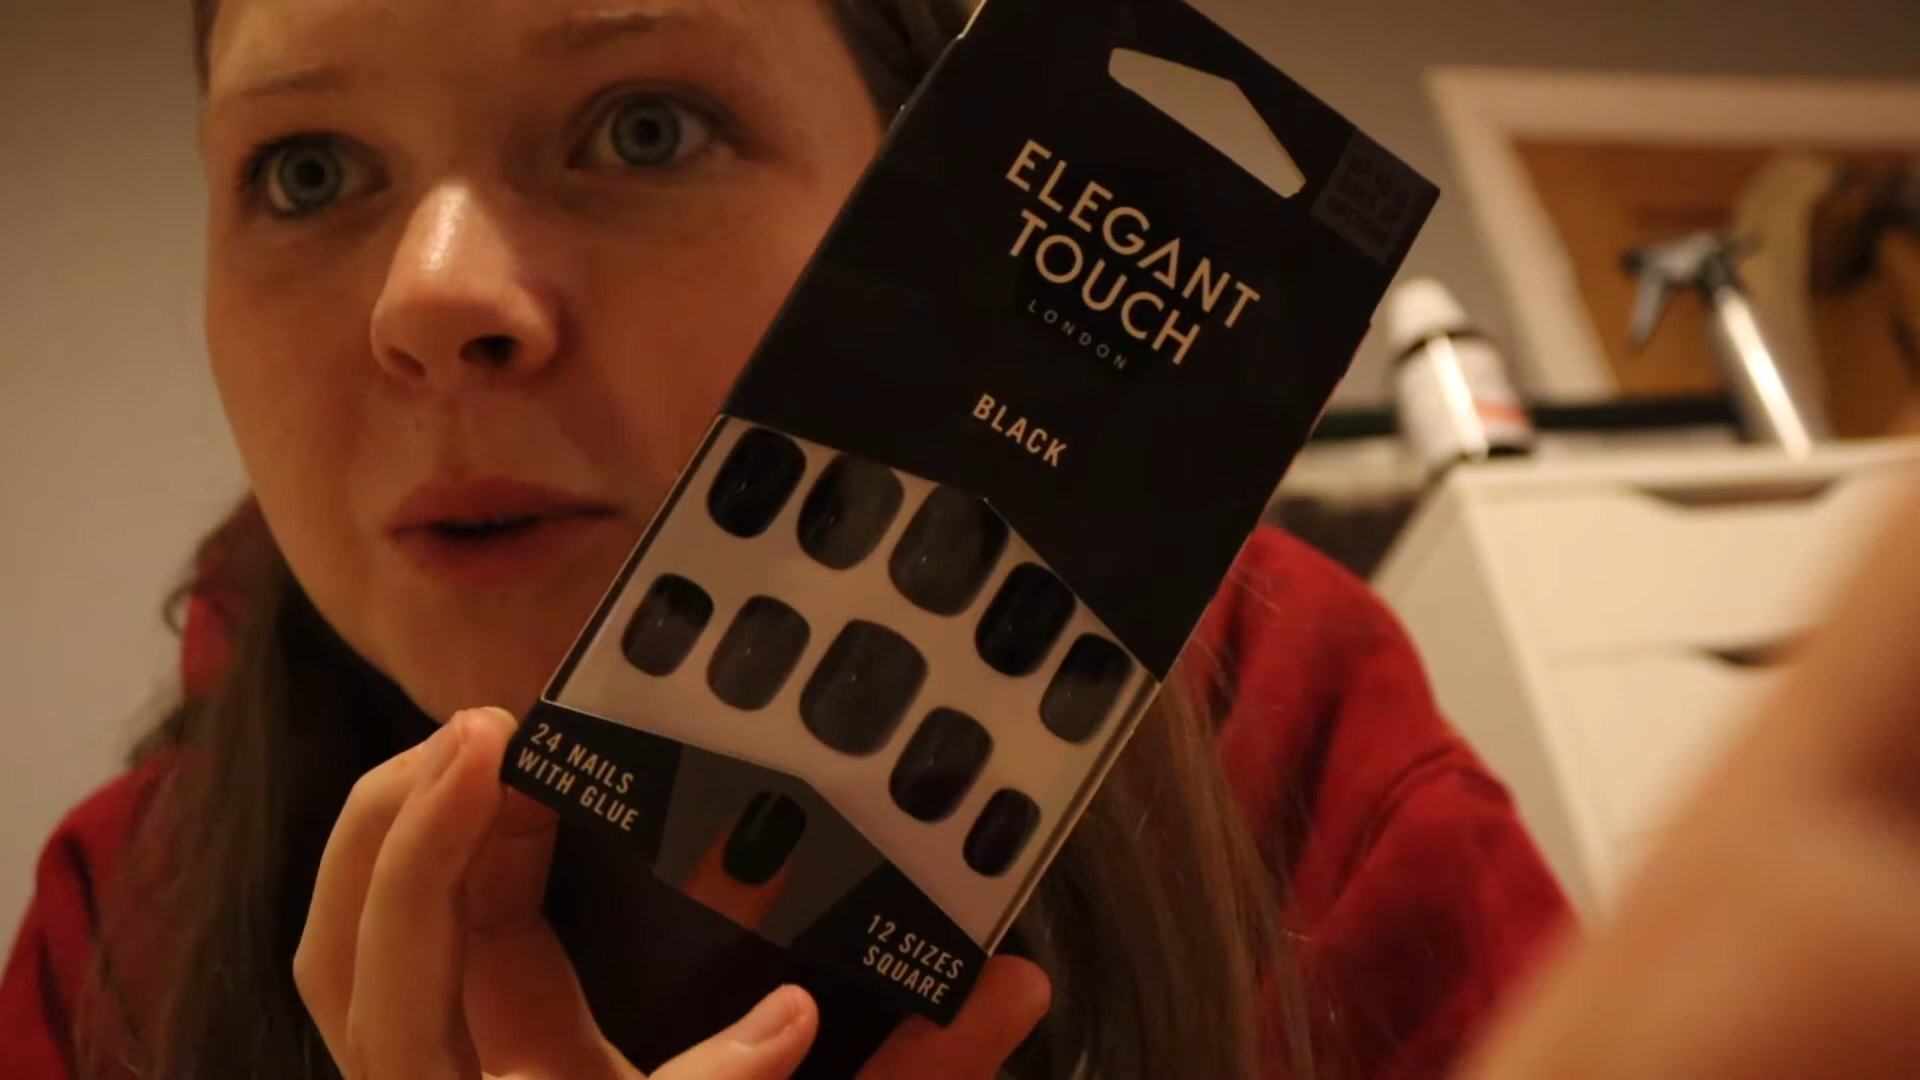 ELEGANT
TOUCH
LONDON
BLACK
24 NAILS
WITH GLUE
12 SIZES
SQUARE